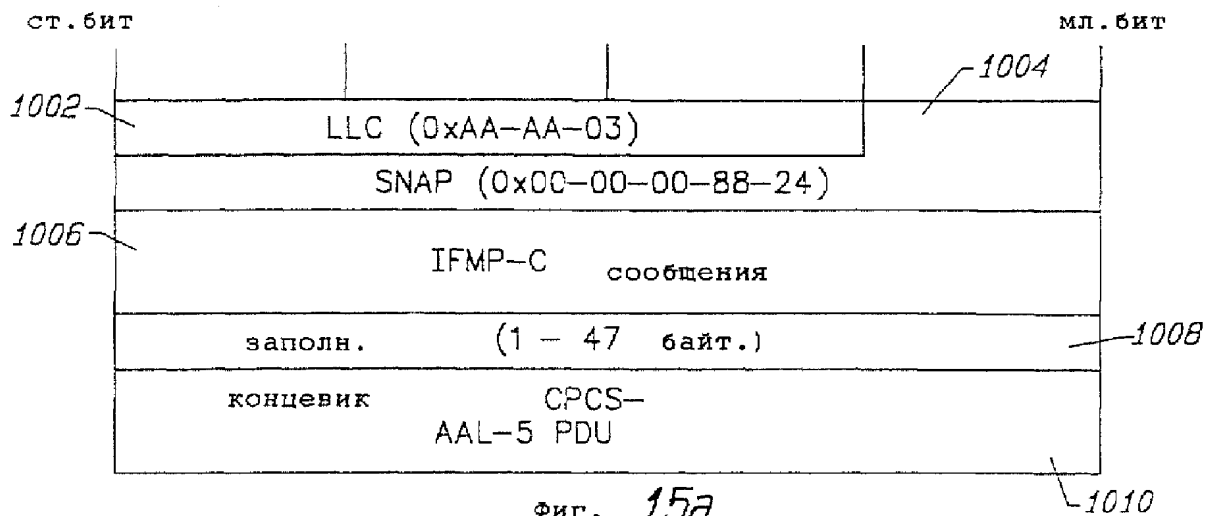 ст.бит мл.бит
1004
1002
LLC (0xAA-AA-03)
SNAP (0x00-00-00-88-24)
1006
IFMP-C сообщения
заполн. (1 - 47 байт.)
1008
концевик CPCS-
AAL-5 PDU
1010
Фиг. 15а